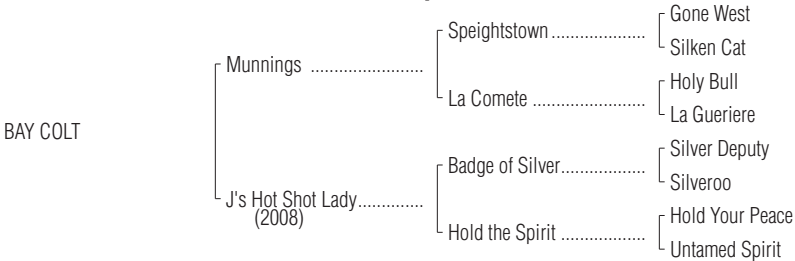 Gone West
Speightstown
Silken Cat
Munnings
Holy Bull
La Comete
La Gueriere
BAY COLT
Silver Deputy
Badge of Silver
Silveroo
J's Hot Shot Lady
(2008)
Hold Your Peace
Hold the Spirit
Untamed Spirit